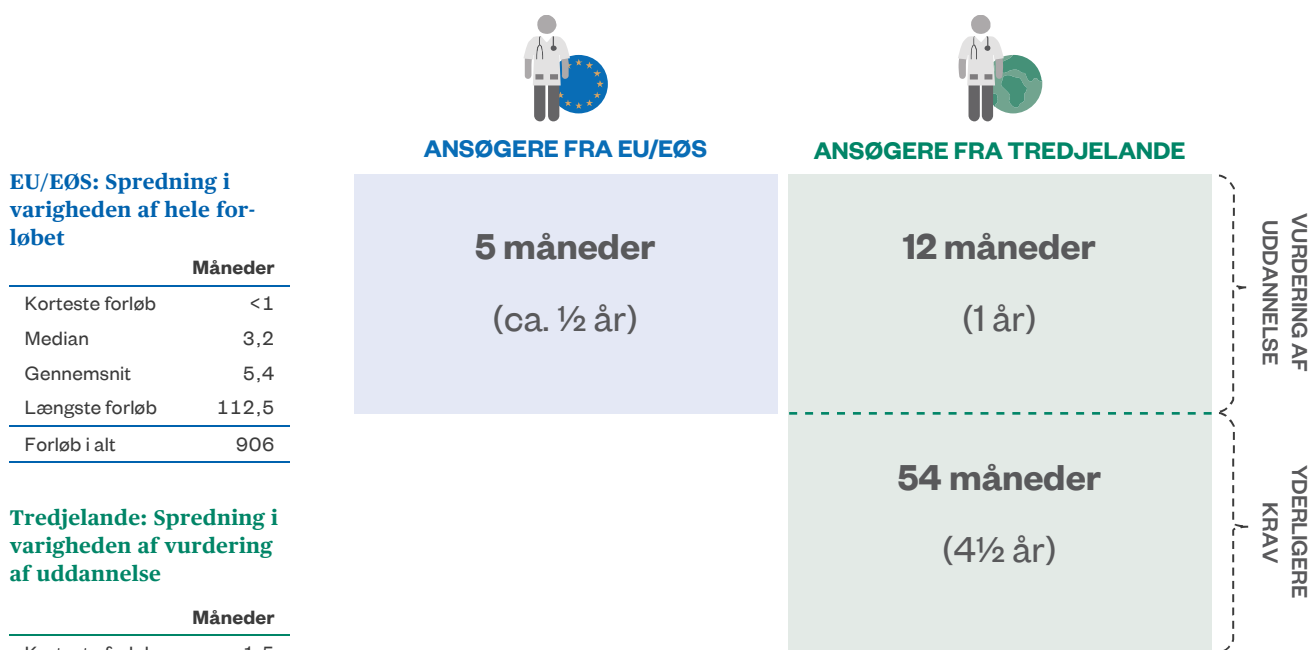 ANSØGERE FRA EU/EØS
ANSØGERE FRA TREDJELANDE
EU/EØS: Spredning i
varigheden af hele for-
løbet
Måneder
Korteste forløb <1
Median 3,2
Gennemsnit 5,4
Længste forløb 112,5
Forløb i alt 906
Tredjelande: Spredning i
varigheden af vurdering
af uddannelse
Måneder
5 måneder
(ca. ½ år)
12 måneder
(1 år)
54 måneder
(4½ år)
VURDERING AF
UDDANNELSE
YDERLIGERE
KRAV